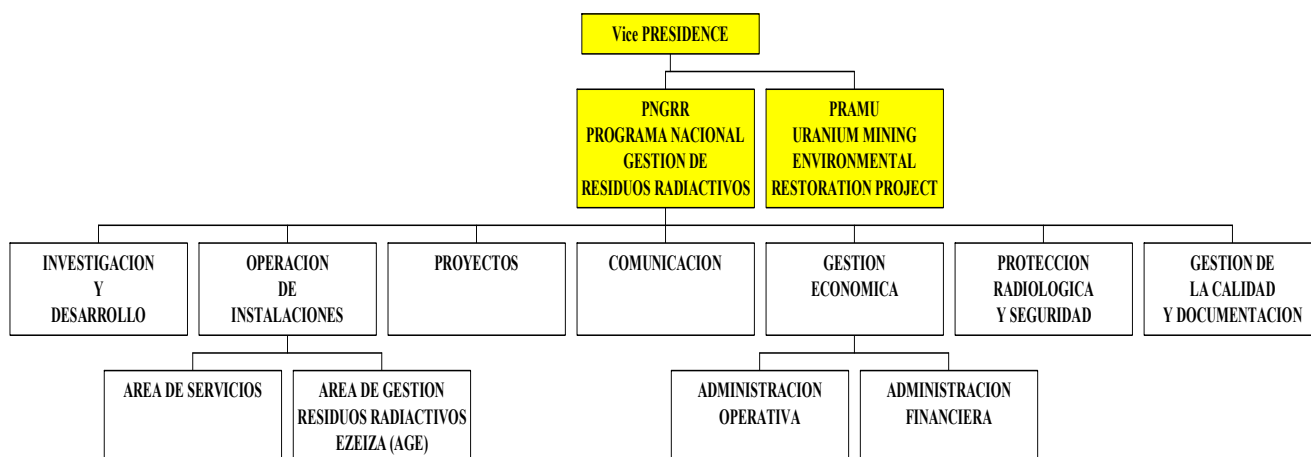 Vice PRESIDENCE
PNGRR
PROGRAMA NACIONAL
GESTION DE
RESIDUOS RADIACTIVOS
PRAMU
URANIUM MINING
ENVIRONMENTAL
RESTORATION PROJECT
INVESTIGACION
Y
DESARROLLO
OPERACION
DE
INSTALACIONES
PROYECTOS
COMUNICACION
GESTION
ECONOMICA
PROTECCION
RADIOLOGICA
Y SEGURIDAD
GESTION DE
LA CALIDAD
Y DOCUMENTACION
AREA DE SERVICIOS
AREA DE GESTION
RESIDUOS RADIACTIVOS
EZEIZA (AGE)
ADMINISTRACION
OPERATIVA
ADMINISTRACION
FINANCIERA